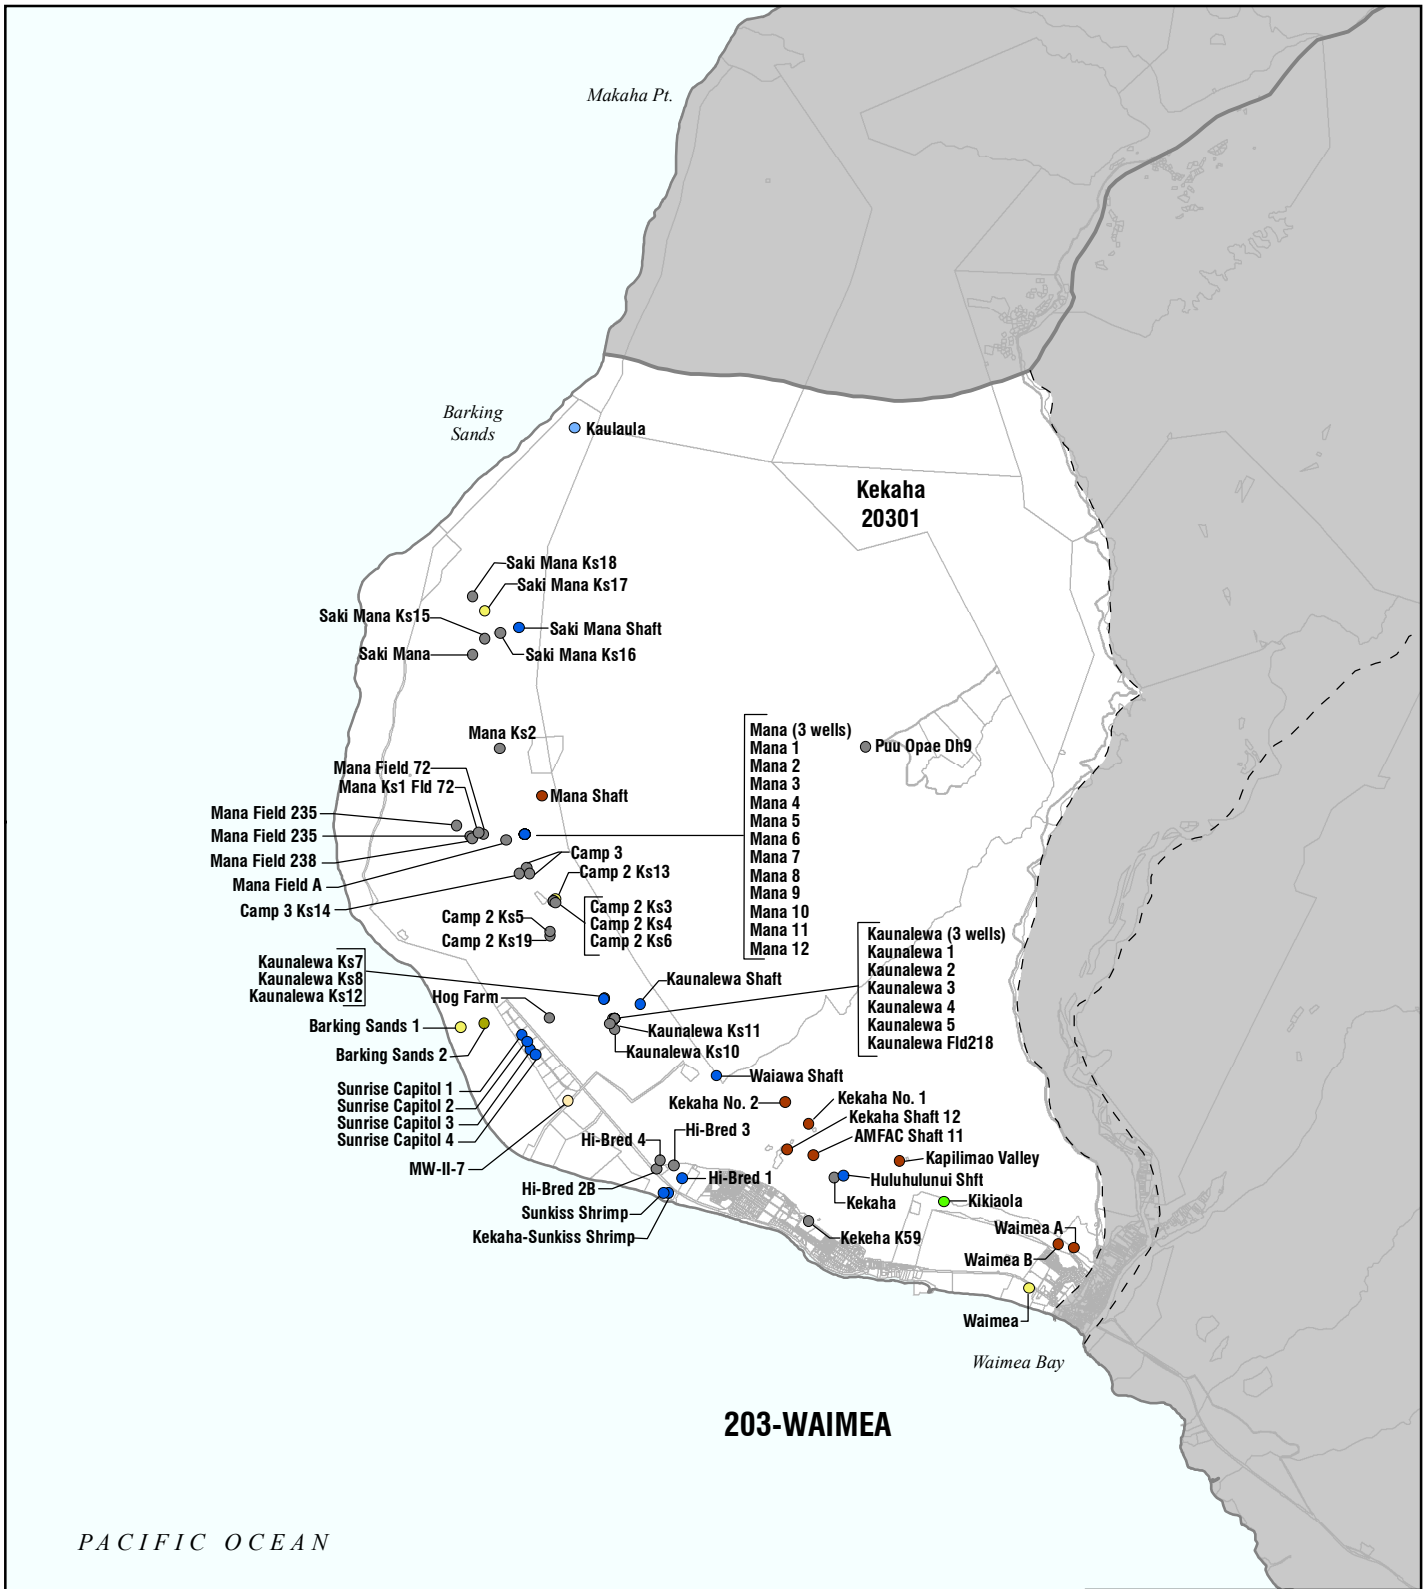 Makaha Pt.
Barking
Sands
Kaulaula
Kekaha
20301
Saki Mana Ks18
Saki Mana Ks17
Saki Mana Ks15
Saki Mana Shaft
Saki Mana
Saki Mana Ks16
Mana Ks2
Mana (3 wells)
Mana 1
Mana 2
Mana 3
Mana 4
Mana 5
Mana 6
Mana 7
Mana 8
Mana 9
Mana 10
Mana 11
Mana 12
Puu Opae Dh9
Mana Field 72
Mana Ks1 Fld 72
Mana Shaft
Mana Field 235
Mana Field 235
Mana Field 238
Mana Field A
Camp 3 Ks14
Camp 3
Camp 2 Ks13
Camp 2 Ks3
Camp 2 Ks4
Camp 2 Ks6
Camp 2 Ks5
Camp 2 Ks19
Kaunalewa (3 wells)
Kaunalewa 1
Kaunalewa 2
Kaunalewa 3
Kaunalewa 4
Kaunalewa 5
Kaunalewa Fld218
Kaunalewa Ks7
Kaunalewa Ks8
Kaunalewa Ks12
Kaunalewa Shaft
Hog Farm
Barking Sands 1
Barking Sands 2
Kaunalewa Ks11
Kaunalewa Ks10
Sunrise Capitol 1
Sunrise Capitol 2
Sunrise Capitol 3
Sunrise Capitol 4
MW-II-7
Waiawa Shaft
Kekaha No. 2
Kekaha No. 1
Kekaha Shaft 12
AMFAC Shaft 11
Kapilimao Valley
Hi-Bred 3
Hi-Bred 4
Hi-Bred 1
Hi-Bred 2B
Huluhulunui Shft
Kekaha
Kikiaola
Sunkiss Shrimp
Kekaha-Sunkiss Shrimp
Kekeha K59
Waimea A
Waimea B
Waimea
Waimea Bay
203-WAIMEA
PACIFIC OCEAN